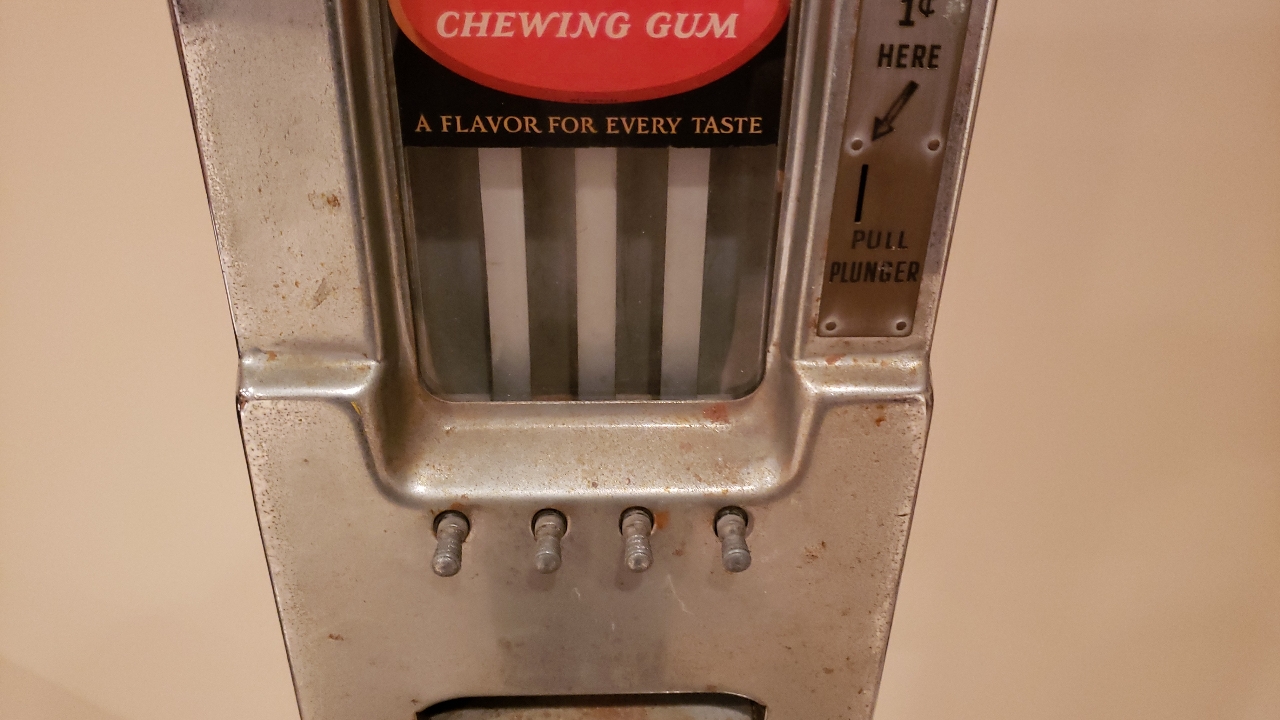 CHEWING GUM
A FLAVOR FOR EVERY TASTE
1¢
HERE
PULL
PLUNGER